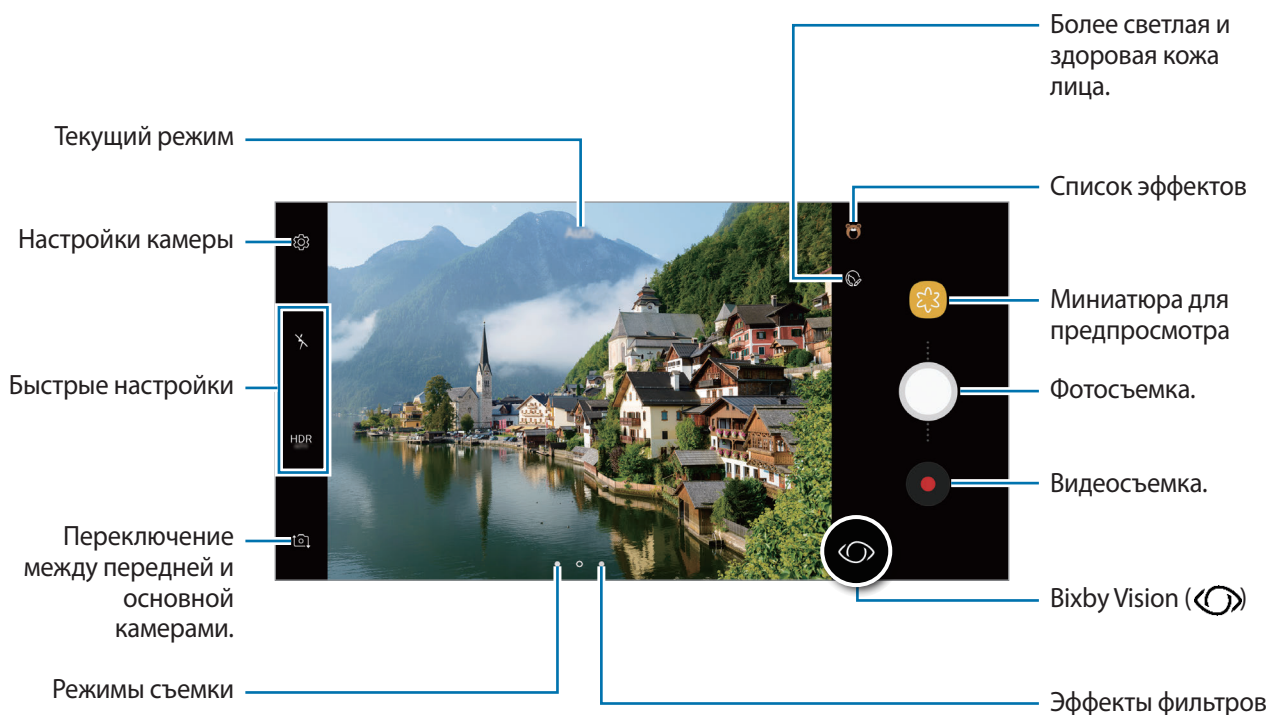 Более светлая и
здоровая кожа
лица.
Текущий режим
Список эффектов
Настройки камеры
Миниатюра для
предпросмотра
Быстрые настройки
Фотосъемка.
HDR
Видеосъемка.
Переключение
между передней и
основной
камерами.
Bixby Vision ()
Режимы съемки
Эффекты фильтров